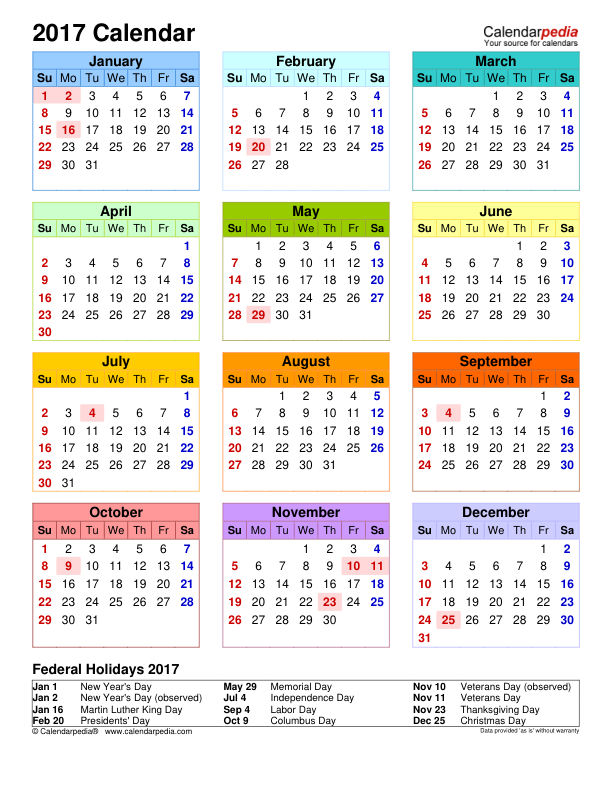 2017 Calendar
Calendarpedia
Your source for calendars
January February March
Su Mo Tu We Th Fr Sa Su Mo Tu We Th Fr Sa Su Mo Tu We Th Fr Sa
1 2 3 4 5 6 7 1 2 3 4 1 2 3 4
8 9 10 11 12 13 14 5 6 7 8 9 10 11 5 6 7 8 9 10 11
15 16 17 18 19 20 21 12 13 14 15 16 17 18 12 13 14 15 16 17 18
22 23 24 25 26 27 28 19 20 21 22 23 24 25 19 20 21 22 23 24 25
29 30 31 26 27 28 26 27 28 29 30 31
April May June
Su Mo Tu We Th Fr Sa Su Mo Tu We Th Fr Sa Su Mo Tu We Th Fr Sa
1 1 2 3 4 5 6 1 2 3
2 3 4 5 6 7 8 7 8 9 10 11 12 13 4 5 6 7 8 9 10
9 10 11 12 13 14 15 14 15 16 17 18 19 20 11 12 13 14 15 16 17
16 17 18 19 20 21 22 21 22 23 24 25 26 27 18 19 20 21 22 23 24
23 24 25 26 27 28 29 28 29 30 31 25 26 27 28 29 30
30
July August September
Su Mo Tu We Th Fr Sa Su Mo Tu We Th Fr Sa Su Mo Tu We Th Fr Sa
1 1 2 3 4 5 1 2
2 3 4 5 6 7 8 6 7 8 9 10 11 12 3 4 5 6 7 8 9
9 10 11 12 13 14 15 13 14 15 16 17 18 19 10 11 12 13 14 15 16
16 17 18 19 20 21 22 20 21 22 23 24 25 26 17 18 19 20 21 22 23
23 24 25 26 27 28 29 27 28 29 30 31 24 25 26 27 28 29 30
30 31
October November December
Su Mo Tu We Th Fr Sa Su Mo Tu We Th Fr Sa Su Mo Tu We Th Fr Sa
1 2 3 4 5 6 7 1 2 3 4 1 2
8 9 10 11 12 13 14 5 6 7 8 9 10 11 3 4 5 6 7 8 9
15 16 17 18 19 20 21 12 13 14 15 16 17 18 10 11 12 13 14 15 16
22 23 24 25 26 27 28 19 20 21 22 23 24 25 17 18 19 20 21 22 23
29 30 31 26 27 28 29 30 24 25 26 27 28 29 30
31
Federal Holidays 2017
Jan 1 New Year's Day May 29 Memorial Day Nov 10 Veterans Day (observed)
Jan 2 New Year's Day (observed) Jul 4 Independence Day Nov 11 Veterans Day
Jan 16 Martin Luther King Day Sep 4 Labor Day Nov 23 Thanksgiving Day
Feb 20 Presidents' Day Oct 9 Columbus Day Dec 25 Christmas Day
© Calendarpedia® www.calendarpedia.com Data provided 'as is' without warranty